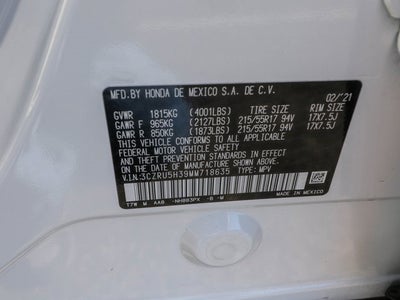 MFD.BY HONDA DE MEXICO S.A. DE C.V. 02/'21
GVWR 1815KG (4001LBS) TIRE SIZE RIM SIZE
GAWR F 965KG (2127LBS) 215/55R17 94V 17X7.5J
GAWR R 850KG (1873LBS) 215/55R17 94V 17X7.5J
THIS VEHICLE CONFORMS TO ALL APPLICABLE
FEDERAL MOTOR VEHICLE SAFETY AND
THEFT PREVENTION STANDARDS IN EFFECT ON
THE DATE OF MANUFACTURE SHOWN ABOVE.
V.I.N:3CZRU5H39MM718635 TYPE: MPV
T7W M AAB -NH883PX -B -M
MADE IN MEXICO